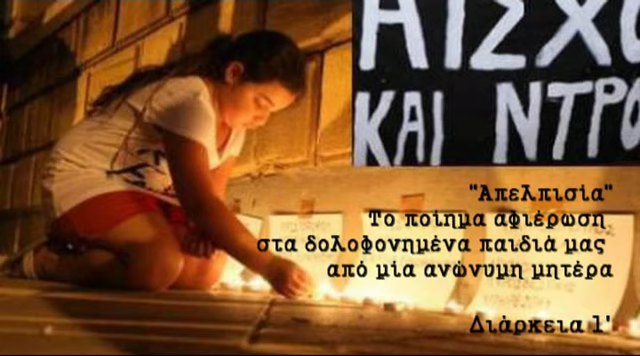 ΑΙΣΧΟ
ΚΑΙ ΝΤΡΟ
"Απελπισία"
Το ποίημα αφιέρωση
στα δολοφονημένα παιδιά μας
από μία ανώνυμη μητέρα
Διάρκεια 1'